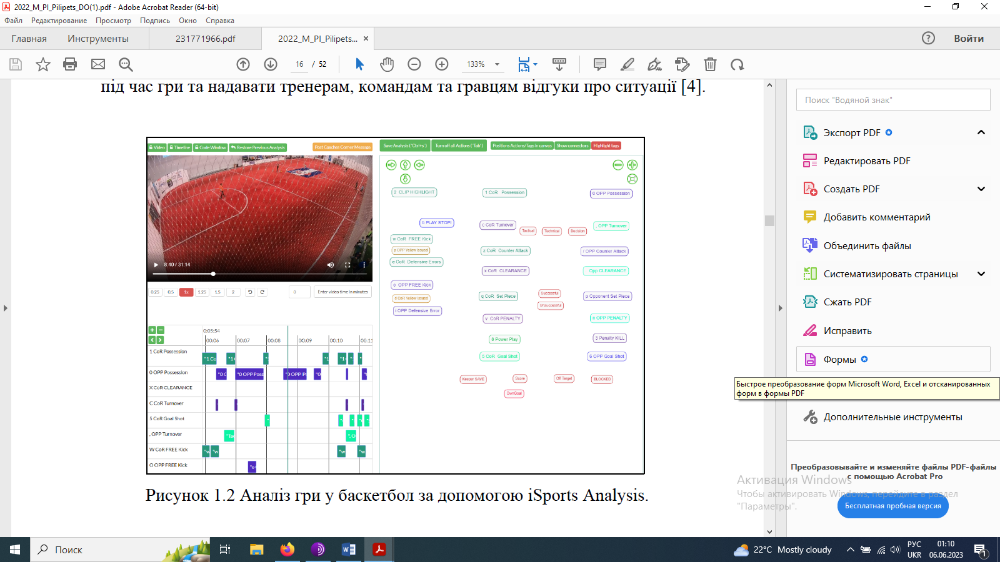 2022_M_PI_Pilipets_DO(1).pdf - Adobe Acrobat Reader (64-bit)
Файл Редактирование Просмотр Подпись Окно Справка
Главная Инструменты 231771966.pdf 2022_M_PI_Pilipets... × Войти
16 / 52 133%
під час гри та надавати тренерам, командам та гравцям відгуки про ситуації [4].
Video Timeline Code Window Restore Previous Analysis Post Coaches Corner Message
Save Analysis ( 'Ctrl+s' ) Turn off all Actions ( 'Tab' ) Positions Actions/Tags in canvas Show connectors Highlight tags
2 CLIP HIGHLIGHT 1 CoR Possession 0 OPP Possession
b PLAY STOP! c CoR Turnover Tactical Technical Decision , OPP Turnover
w CoR FREE Kick
p OPP Yellow Issued z CoR Counter Attack / OPP Counter Attack
e CoR Defensive Errors
x CoR CLEARANCE Opp CLEARANCE
o OPP FREE Kick
d CoR Yellow Issued q CoR Set Piece Successful p Opponent Set Piece
i OPP Defensive Error Unsuccessful
v CoR PENALTY n OPP PENALTY
8 Power Play 3 Penalty KILL
5 CoR Goal Shot 6 OPP Goal Shot
Keeper SAVE Score Off Target BLOCKED
OwnGoal
8:40 / 31:14
0.25 0.5 1x 1.25 1.5 2 0 Enter video time in minutes
0:05:54
00:06 00:07 00:08 00:09 00:10 00:11
1 CoR Possession "1 Co
0 OPP Possession "0 OPP Poss "0 OPP
X CoR CLEARANCE
C CoR Turnover
5 CoR Goal Shot
, OPP Turnover "Tac
W CoR FREE Kick "w "w "w "w
O OPP FREE Kick "o
Рисунок 1.2 Аналіз гри у баскетбол за допомогою iSports Analysis.
Поиск "Водяной знак"
Экспорт PDF
Редактировать PDF
Создать PDF
Добавить комментарий
Объединить файлы
Систематизировать страницы
Сжать PDF
Исправить
Формы
Быстрое преобразование форм Microsoft Word, Excel и отсканированных
форм в формы PDF
Дополнительные инструменты
Преобразовывайте и изменяйте файлы PDF-файлы
с помощью Acrobat Pro
Активация Windows
Чтобы активировать Windows, перейдите в раздел
"Параметры".
Бесплатная пробная версия
Поиск 22°C Mostly cloudy РУС 01:10
UKR 06.06.2023 1